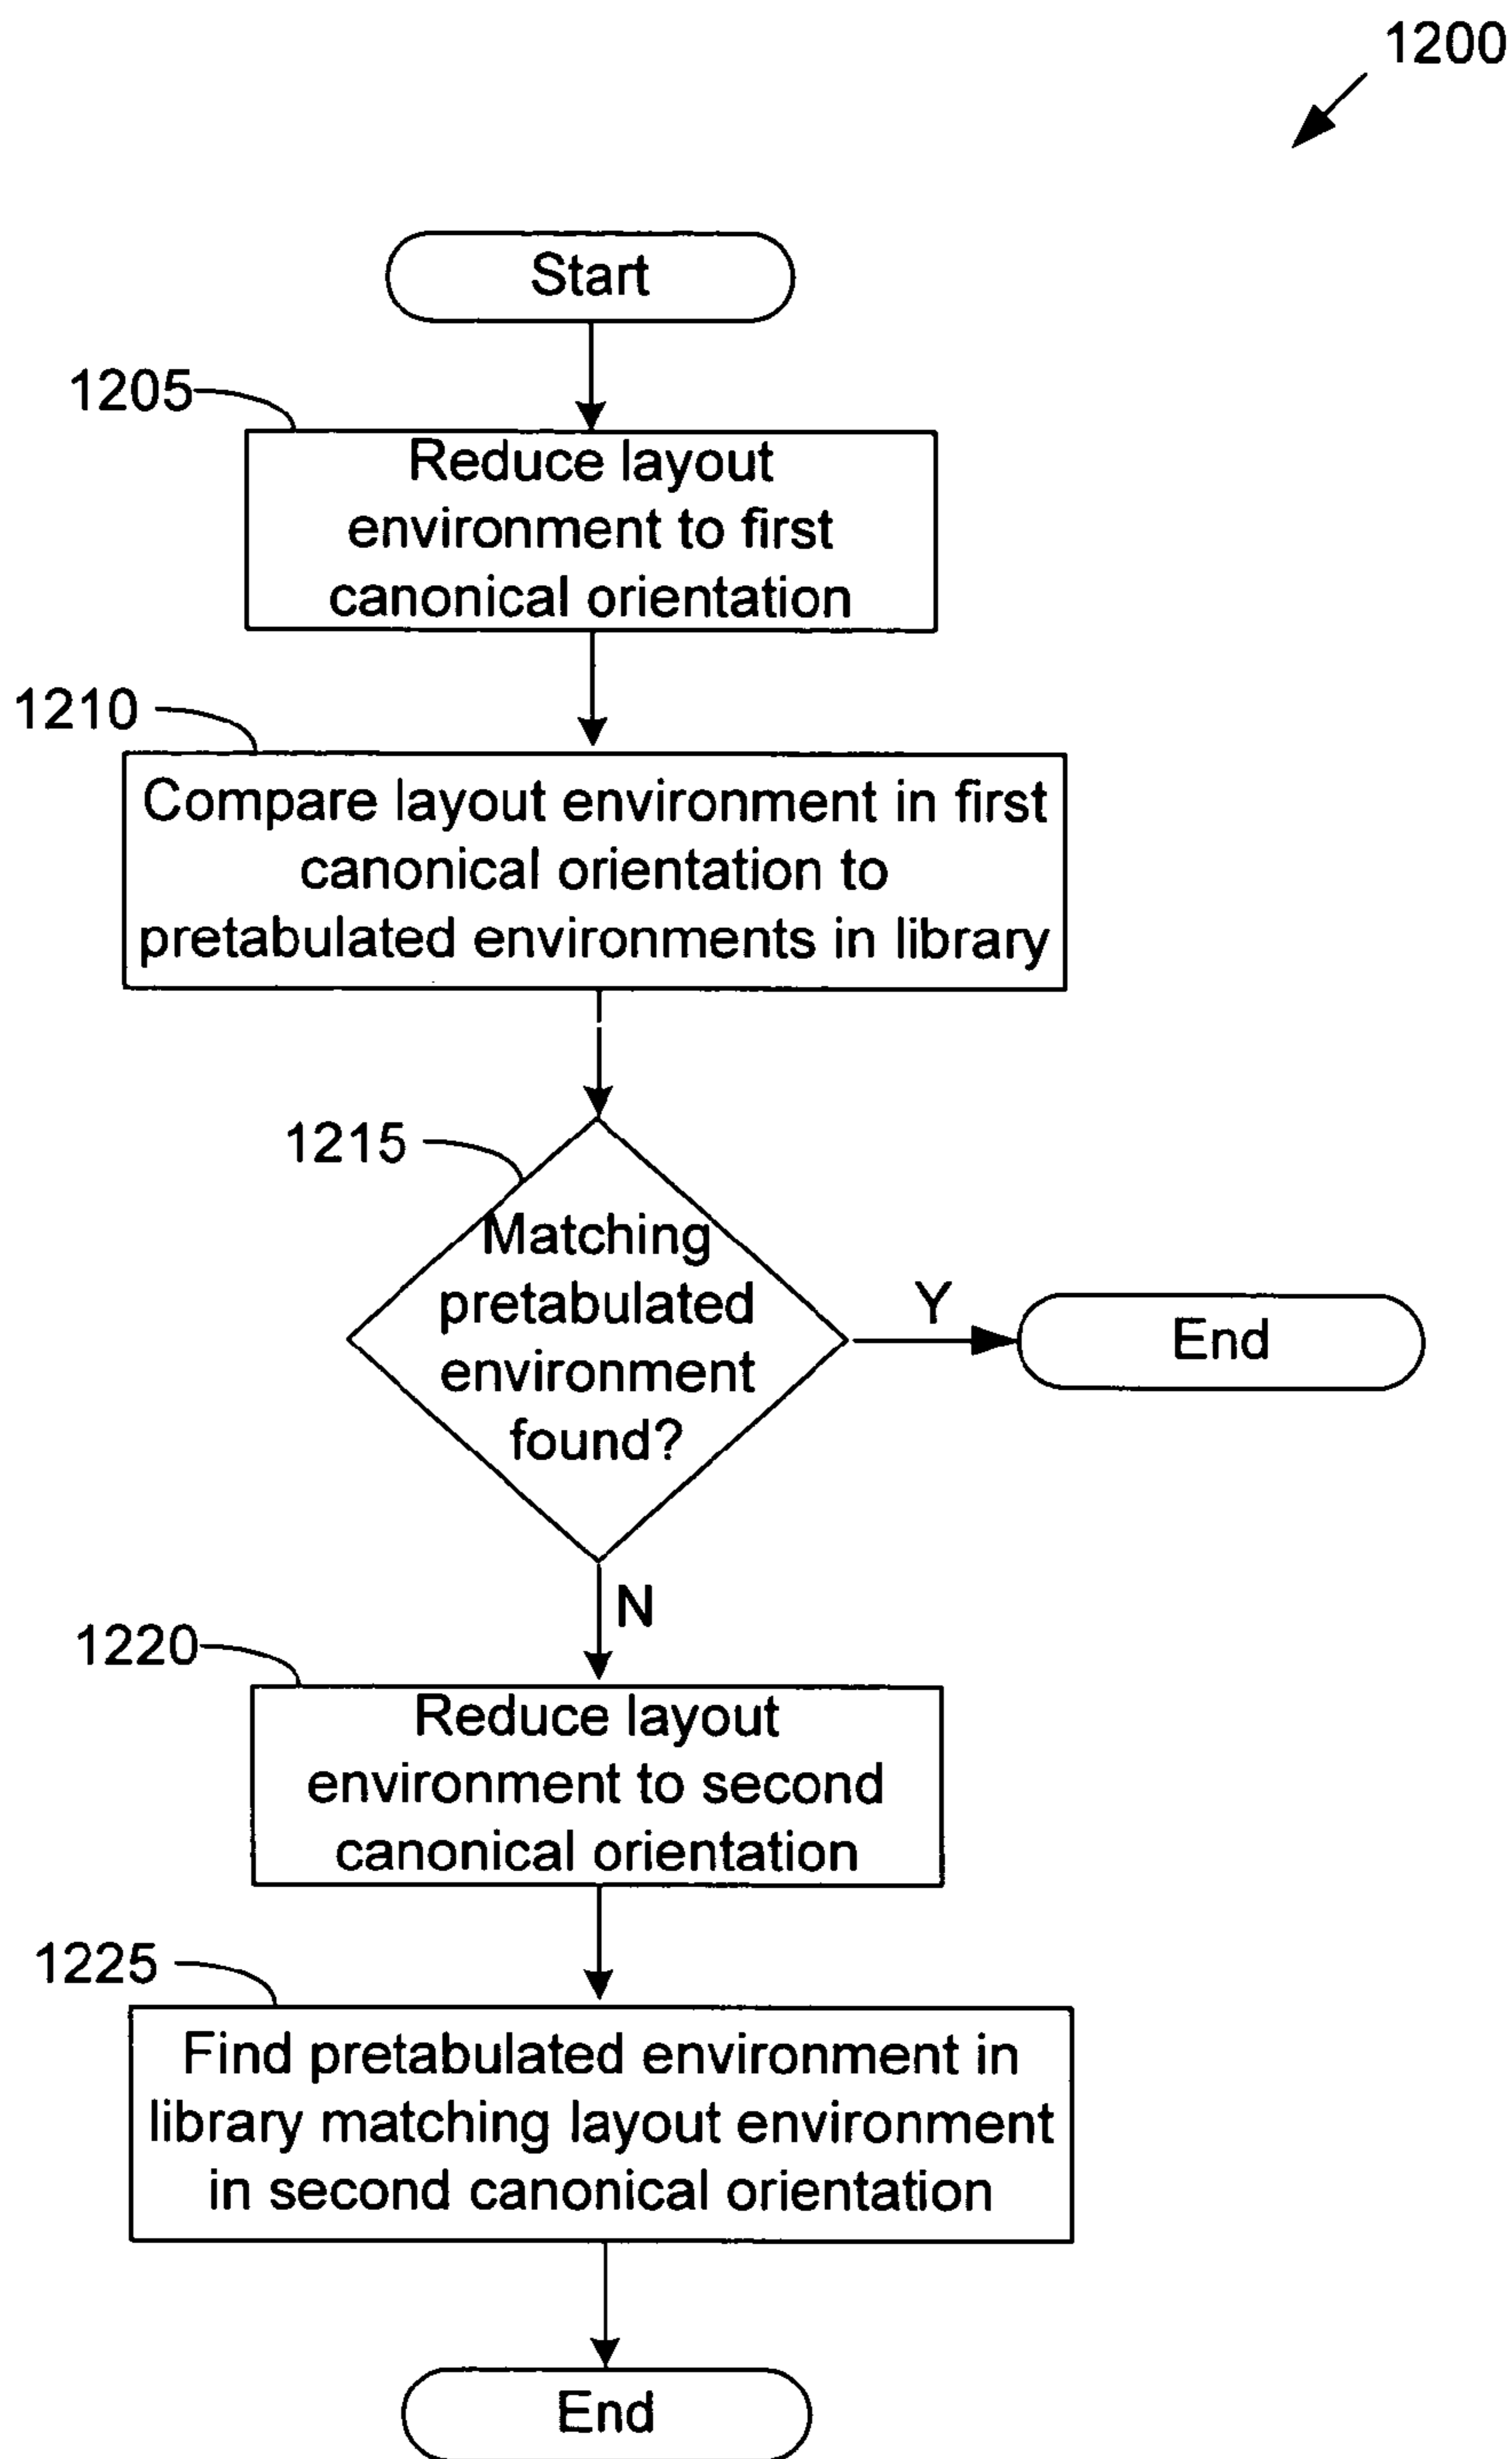 1200
Start
1205
Reduce layout
environment to first
canonical orientation
1210
Compare layout environment in first
canonical orientation to
pretabulated environments in library
1215
Matching
pretabulated
environment
found?
Y
End
N
1220
Reduce layout
environment to second
canonical orientation
1225
Find pretabulated environment in
library matching layout environment
in second canonical orientation
End